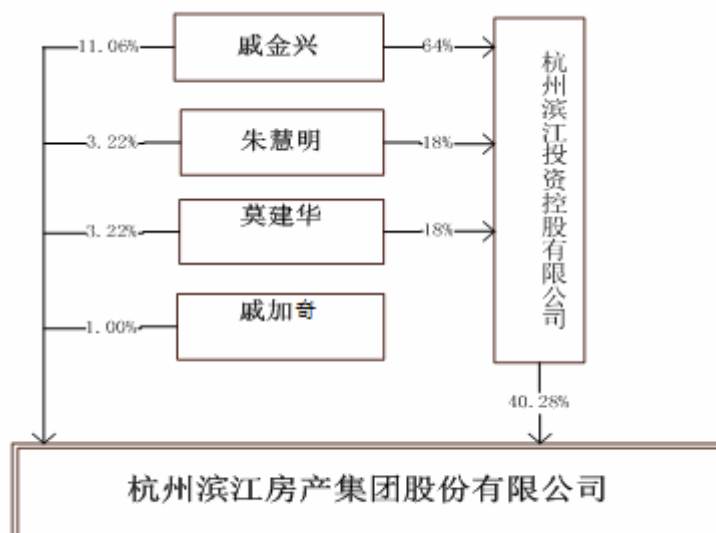 11.06%
戚金兴
64%
3.22%
朱慧明
18%
3.22%
莫建华
18%
1.00%
戚加奇
杭州滨江投资控股有限公司
40.28%
杭州滨江房产集团股份有限公司